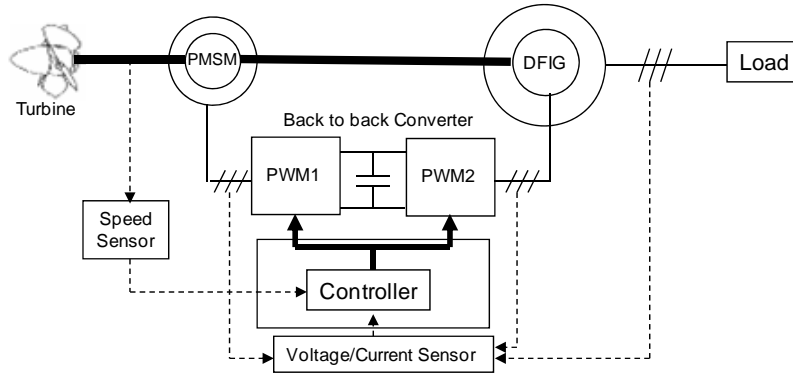 PMSM
DFIG
Load
Turbine
Back to back Converter
PWM1
PWM2
Speed
Sensor
Controller
Voltage/Current Sensor